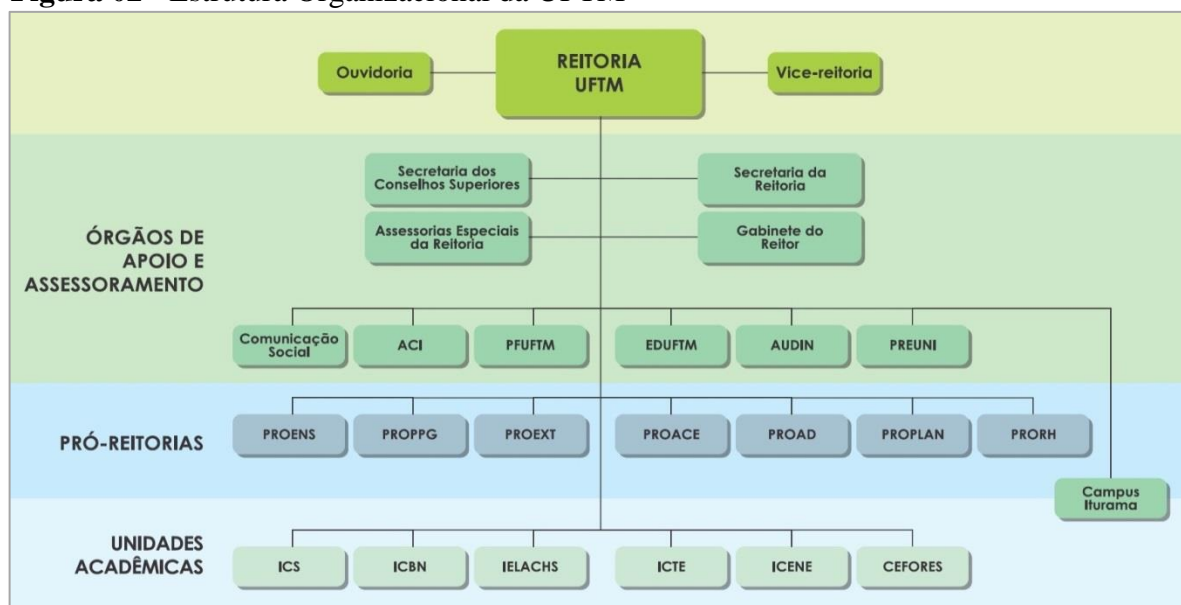 Figura 02 - Estrutura Organizacional da UFTM
REITORIA
UFTM
Ouvidoria
Vice-reitoria
Secretaria dos
Conselhos Superiores
Secretaria da
Reitoria
Assessorias Especiais
da Reitoria
Gabinete do
Reitor
ÓRGÃOS DE
APOIO E
ASSESSORAMENTO
Comunicação
Social
ACI
PFUFTM
EDUFTM
AUDIN
PREUNI
PRÓ-REITORIAS
PROENS
PROPPG
PROEXT
PROACE
PROAD
PROPLAN
PRORH
Campus
Iturama
UNIDADES
ACADÊMICAS
ICS
ICBN
IELACHS
ICTE
ICENE
CEFORES